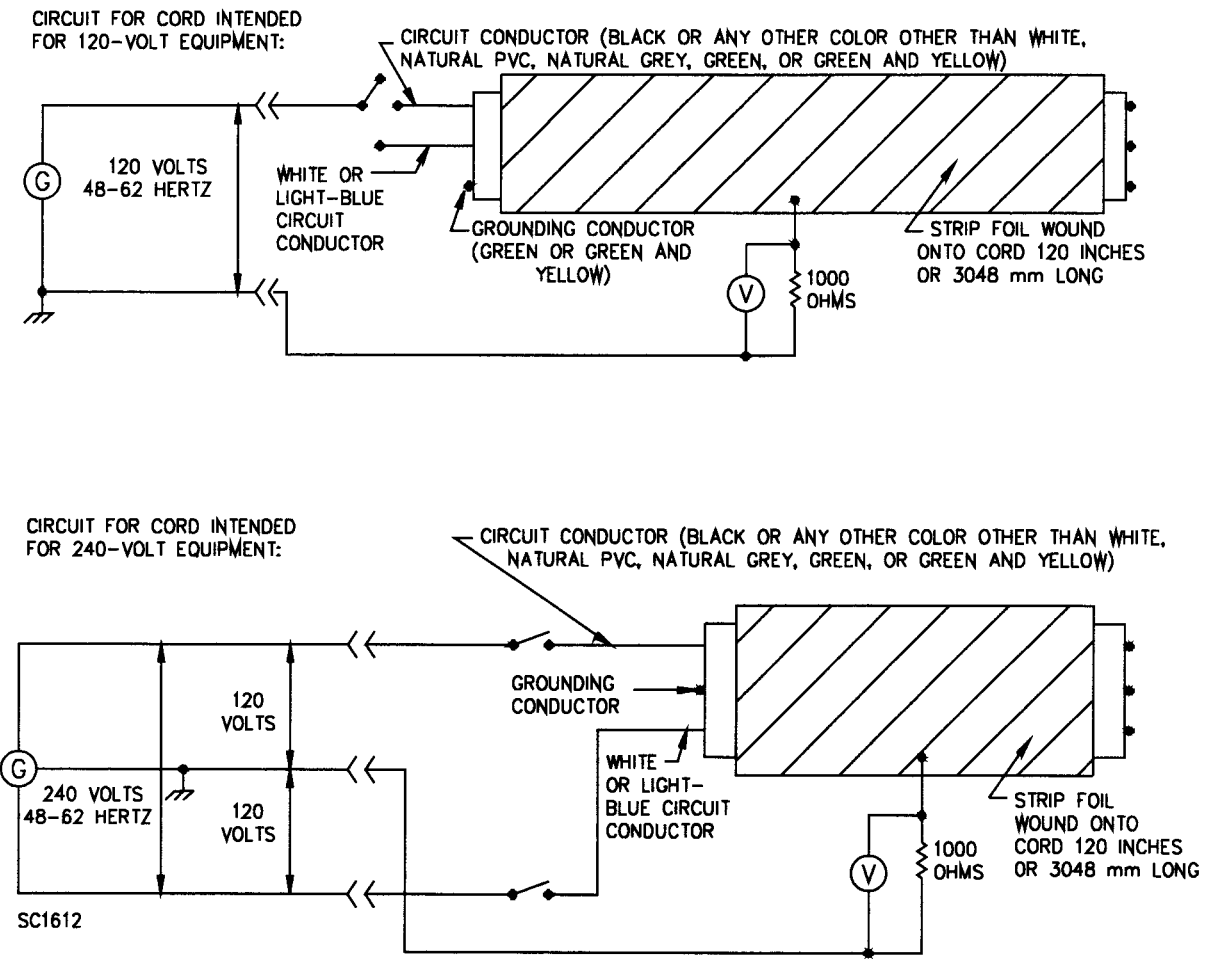 CIRCUIT FOR CORD INTENDED
FOR 120-VOLT EQUIPMENT:
CIRCUIT CONDUCTOR (BLACK OR ANY OTHER COLOR OTHER THAN WHITE,
NATURAL PVC, NATURAL GREY, GREEN, OR GREEN AND YELLOW)
G
120 VOLTS
48-62 HERTZ
WHITE OR
LIGHT-BLUE
CIRCUIT
CONDUCTOR
GROUNDING CONDUCTOR
(GREEN OR GREEN AND
YELLOW)
V
1000
OHMS
STRIP FOIL WOUND
ONTO CORD 120 INCHES
OR 3048 mm LONG
CIRCUIT FOR CORD INTENDED
FOR 240-VOLT EQUIPMENT:
CIRCUIT CONDUCTOR (BLACK OR ANY OTHER COLOR OTHER THAN WHITE,
NATURAL PVC, NATURAL GREY, GREEN, OR GREEN AND YELLOW)
G
240 VOLTS
48-62 HERTZ
120
VOLTS
120
VOLTS
GROUNDING
CONDUCTOR
WHITE
OR LIGHT-
BLUE CIRCUIT
CONDUCTOR
V
1000
OHMS
STRIP FOIL
WOUND ONTO
CORD 120 INCHES
OR 3048 mm LONG
SC1612